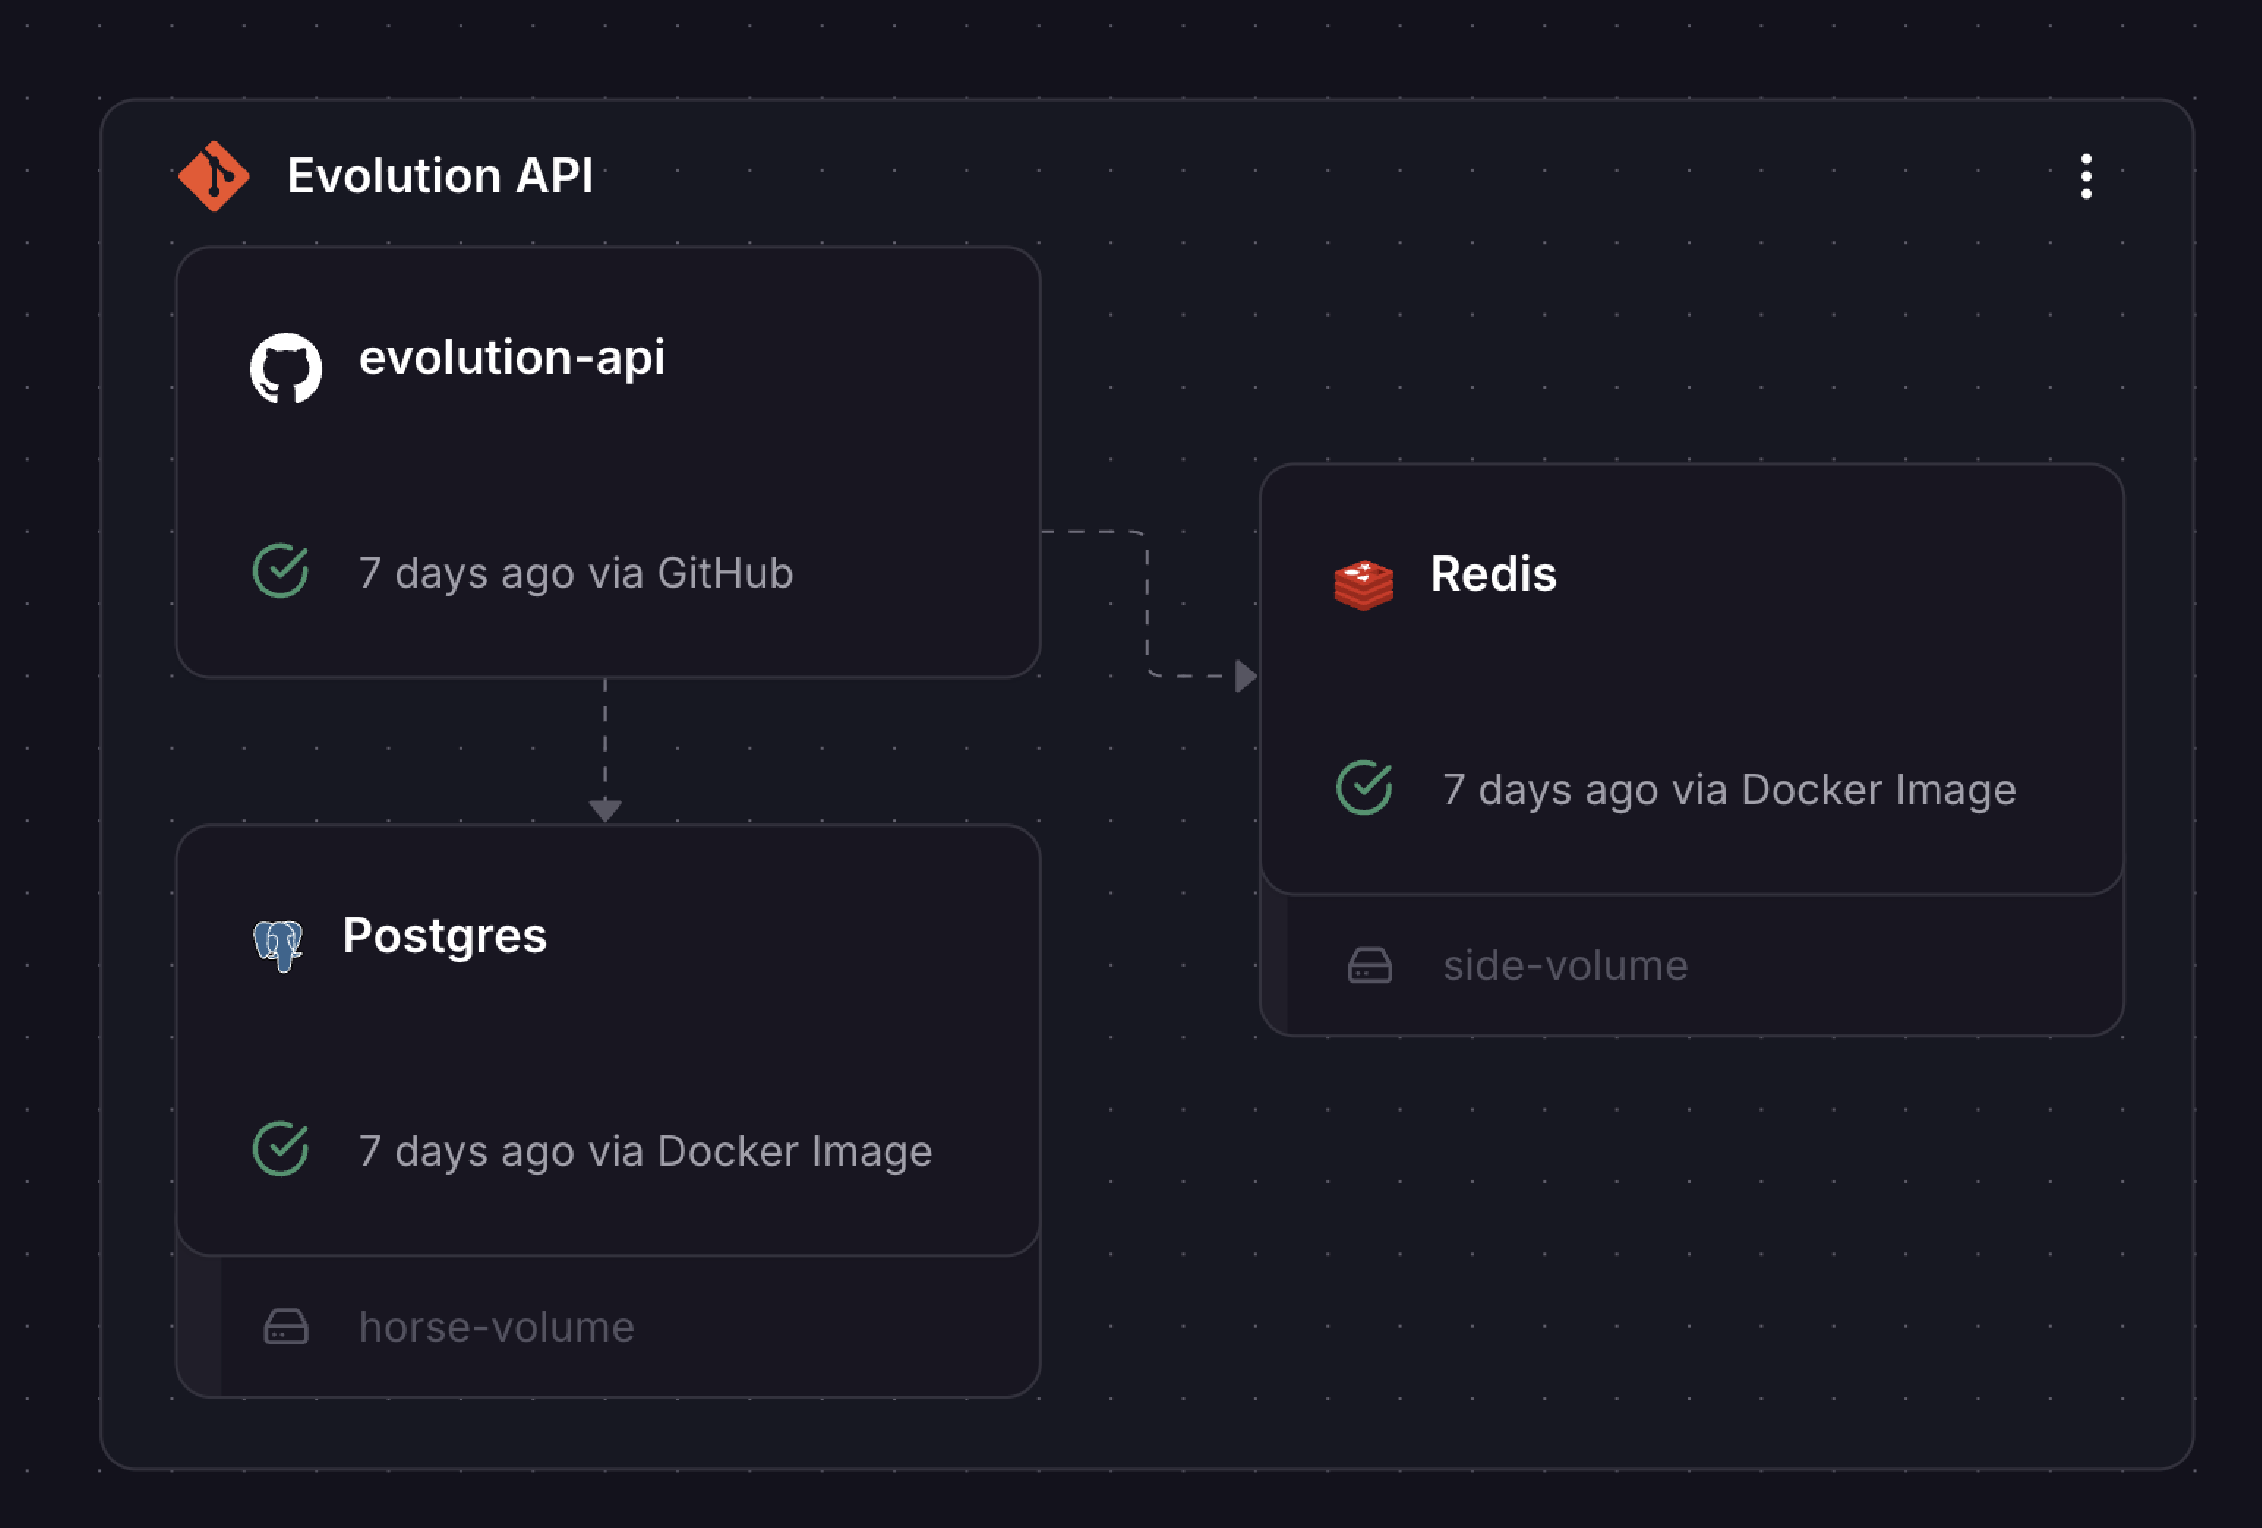 Evolution API
evolution-api
7 days ago via GitHub
Redis
7 days ago via Docker Image
side-volume
Postgres
7 days ago via Docker Image
horse-volume